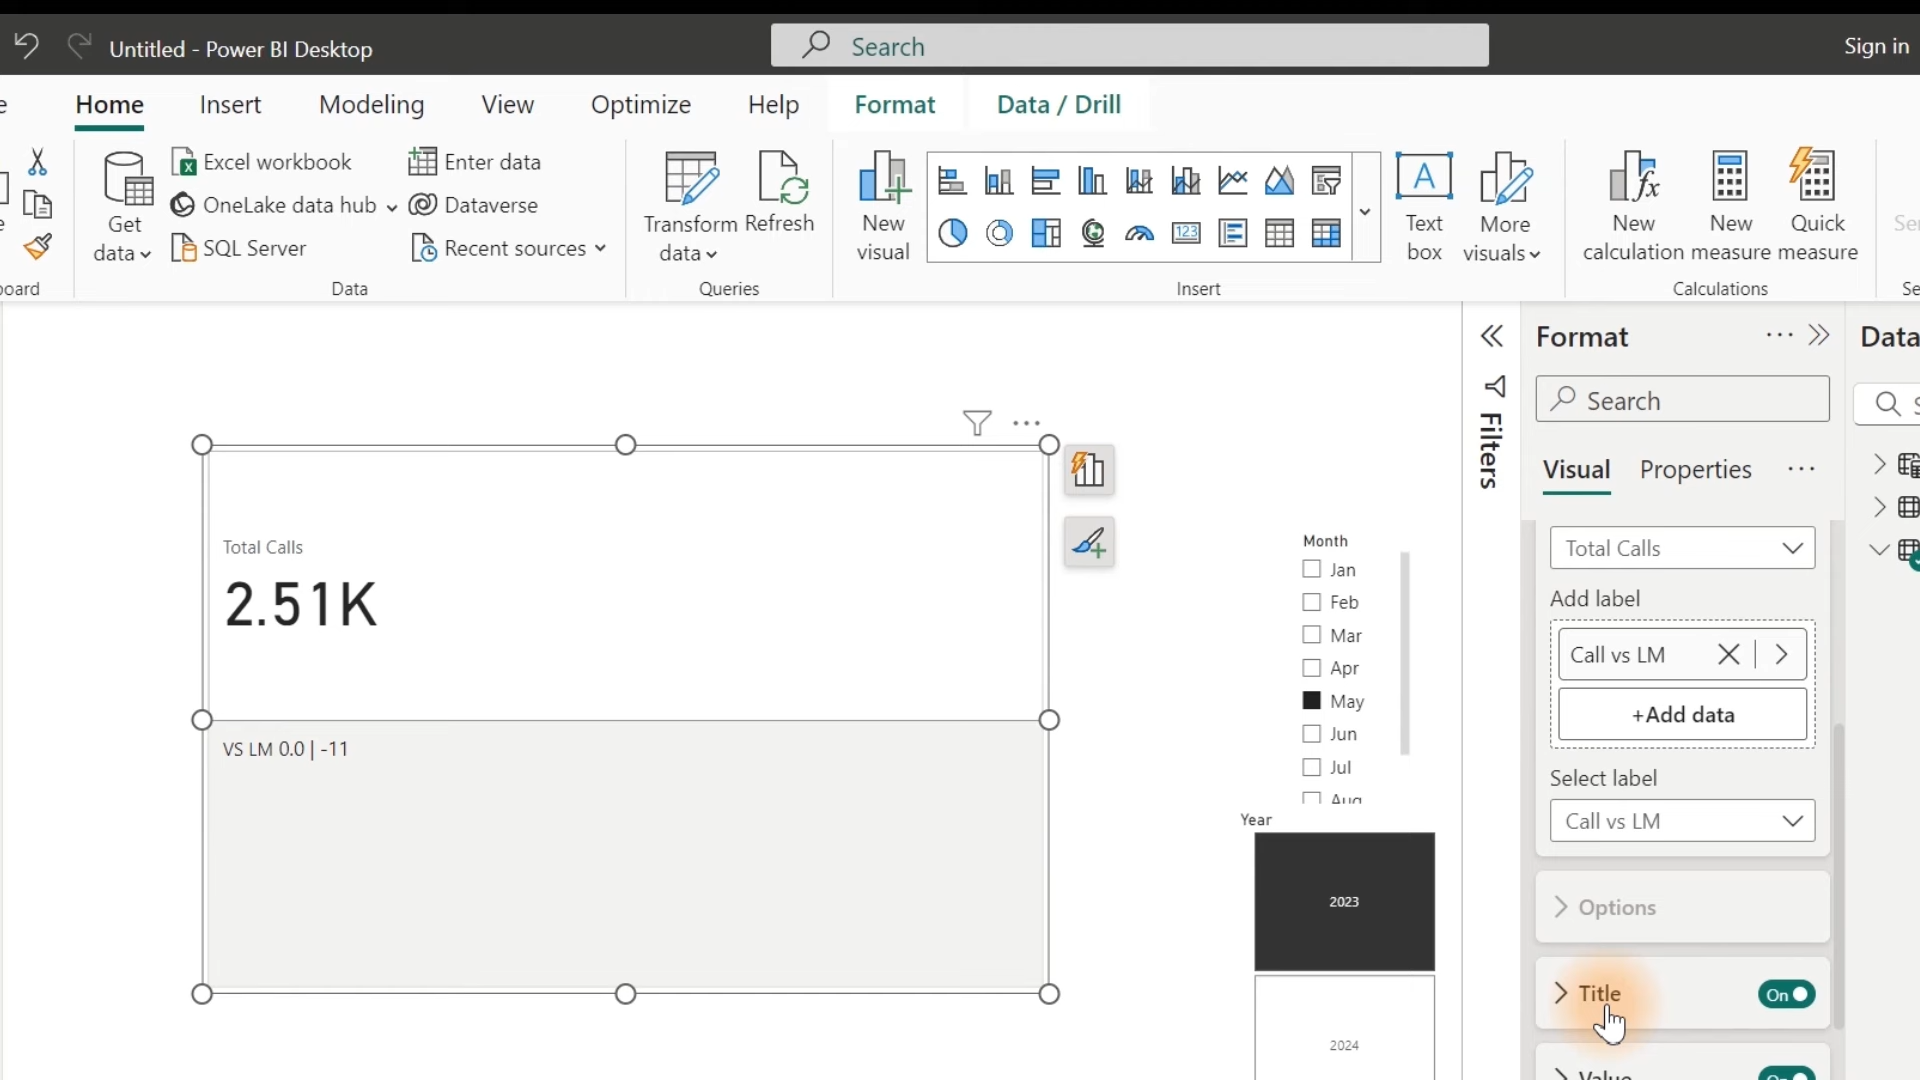 Untitled - Power BI Desktop
Search
Sign in
Home
Insert
Modeling
View
Optimize
Help
Format
Data / Drill
Get data
Excel workbook
OneLake data hub
SQL Server
Enter data
Dataverse
Recent sources
Data
Transform data
Refresh
Queries
New visual
123
A
Text box
More visuals
Insert
New calculation
New measure
Quick measure
Calculations
Total Calls
2.51K
VS LM 0.0 | -11
Month
Jan
Feb
Mar
Apr
May
Jun
Jul
Aug
Year
2023
2024
Filters
Format
Search
Visual
Properties
Total Calls
Add label
Call vs LM
+Add data
Select label
Call vs LM
Options
Title
On
Value
On
Data